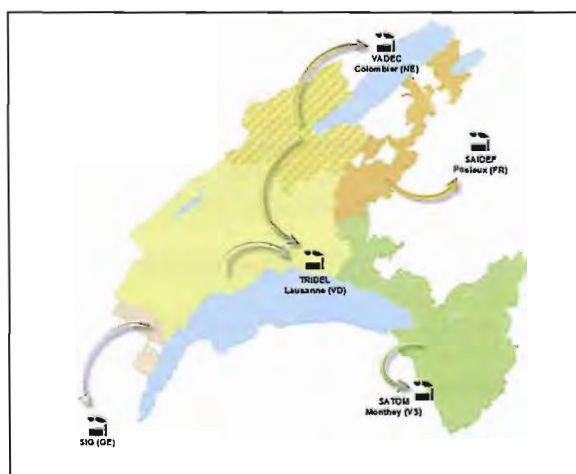 VADEC
Colombier (NE)
SAIDEF
Posieux (FR)
TRIDEL
Lausanne (VD)
SATOM
Monthey (VS)
SIG (GE)